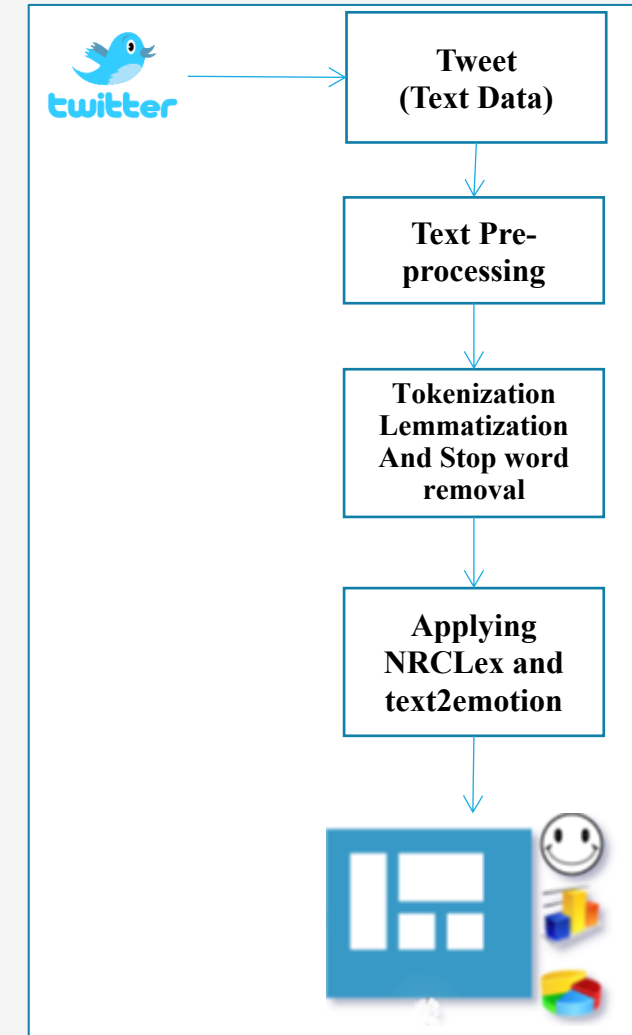 twitter
Tweet
(Text Data)
Text Pre-
processing
Tokenization
Lemmatization
And Stop word
removal
Applying
NRCLex and
text2emotion